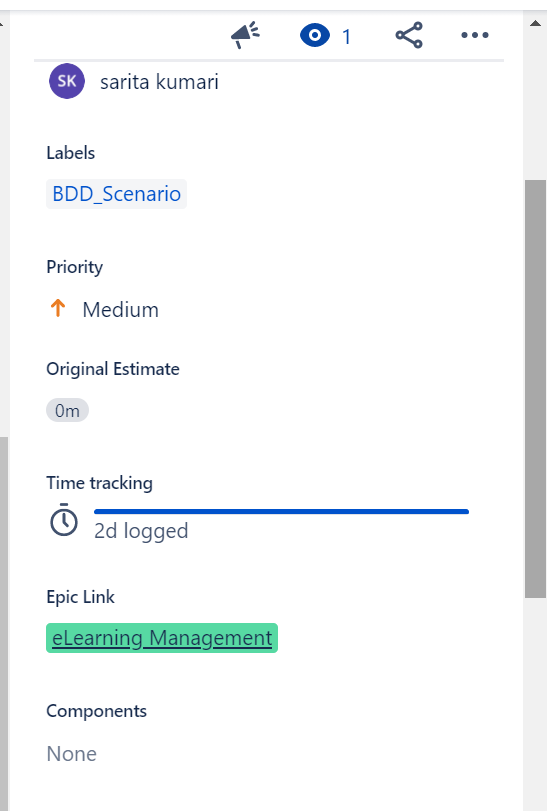 1
SK sarita kumari
Labels
BDD_Scenario
Priority
Medium
Original Estimate
0m
Time tracking
2d logged
Epic Link
eLearning Management
Components
None